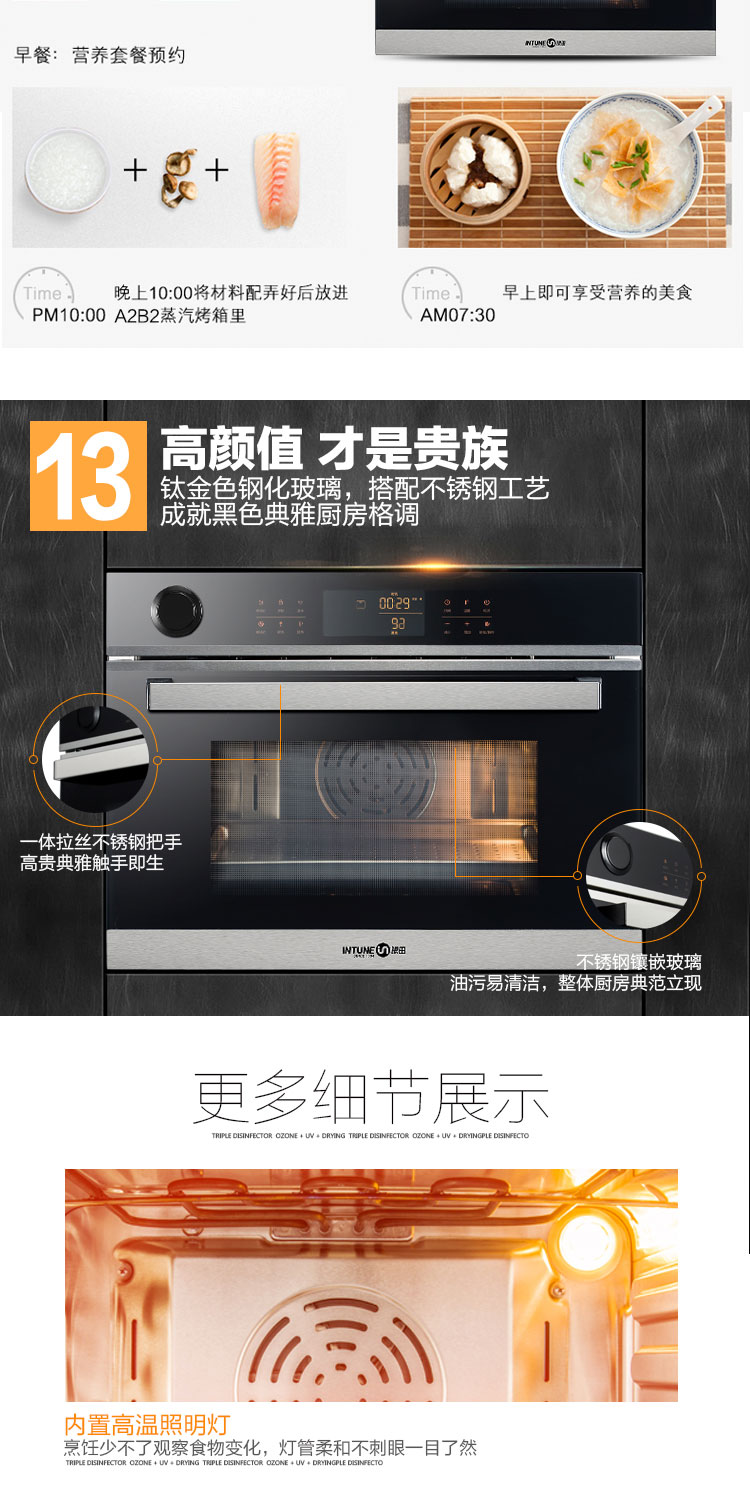 INTUNE 银田
早餐：营养套餐预约
Time
PM10:00
晚上10:00将材料配弄好后放进
A2B2蒸汽烤箱里
Time
AM07:30
早上即可享受营养的美食
13
高颜值 才是贵族
钛金色钢化玻璃，搭配不锈钢工艺
成就黑色典雅厨房格调
00:29
90
一体拉丝不锈钢把手
高贵典雅触手即生
INTUNE 银田
不锈钢镶嵌玻璃
油污易清洁，整体厨房典范立现
更多细节展示
TRIPLE DISINFECTOR OZONE + UV + DRYING TRIPLE DISINFECTOR OZONE + UV + DRYINGPLE DISINFECTO
内置高温照明灯
烹饪少不了观察食物变化，灯管柔和不刺眼一目了然
TRIPLE DISINFECTOR OZONE + UV + DRYING TRIPLE DISINFECTOR OZONE + UV + DRYINGPLE DISINFECTO